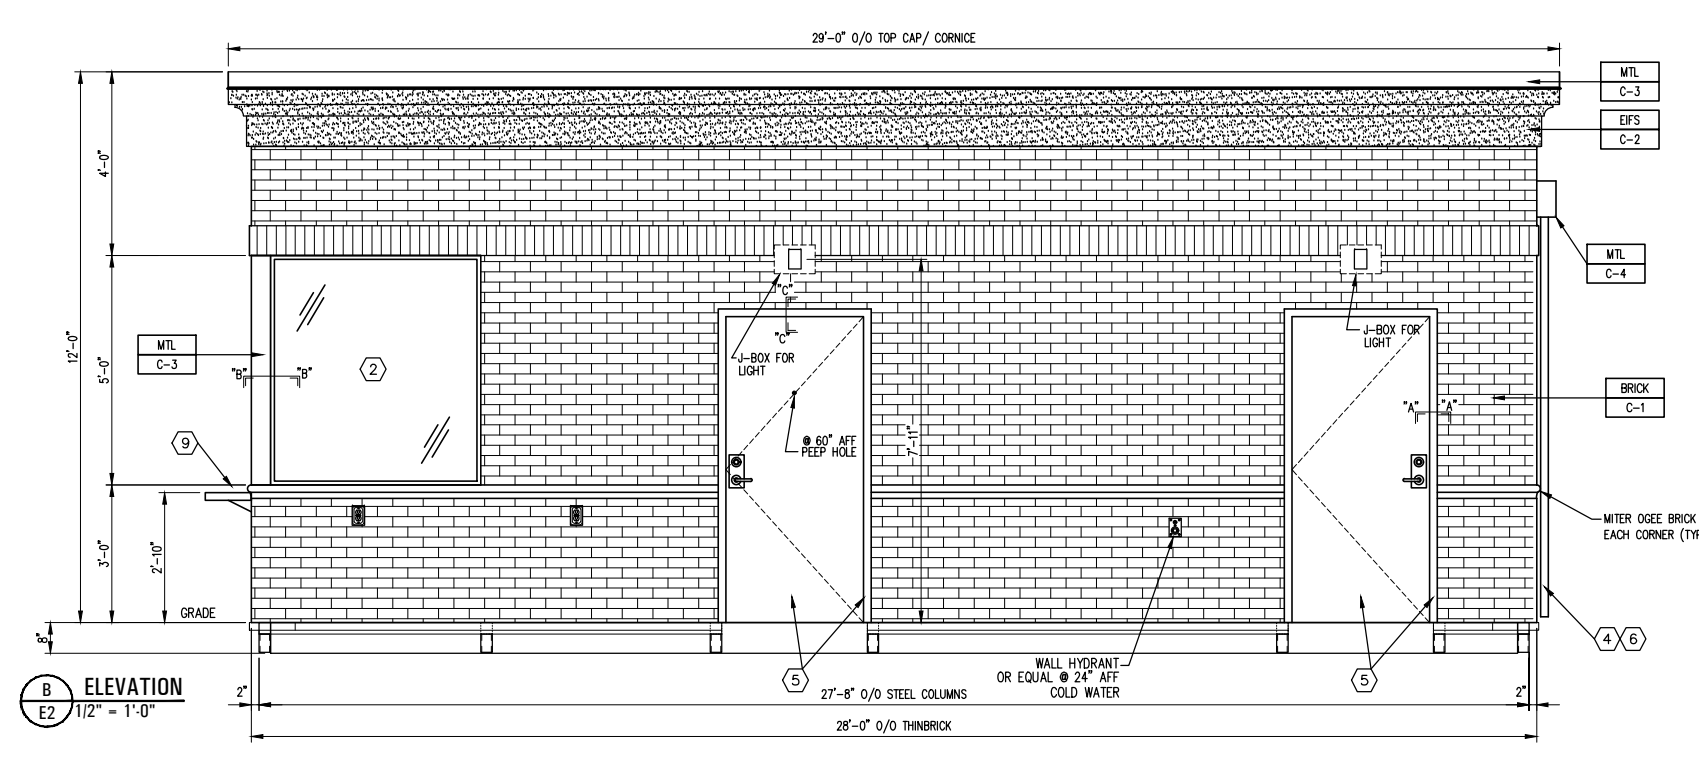 29'-0" O/O TOP CAP/ CORNICE
MTL
C-3
EIFS
C-2
4'-0"
12'-0"
5'-0"
3'-0"
2'-10"
8"
MTL
C-4
MTL
C-3
"B"
"B"
2
"C"
"C"
J-BOX FOR
LIGHT
J-BOX FOR
LIGHT
@ 60" AFF
PEEP HOLE
7'-11"
"A"
"A"
BRICK
C-1
9
MITER OGEE BRICK
EACH CORNER (TYP
GRADE
4
6
5
5
WALL HYDRANT
OR EQUAL @ 24" AFF
COLD WATER
B
E2
ELEVATION
1/2" = 1'-0"
2"
27'-8" O/O STEEL COLUMNS
2"
28'-0" O/O THINBRICK